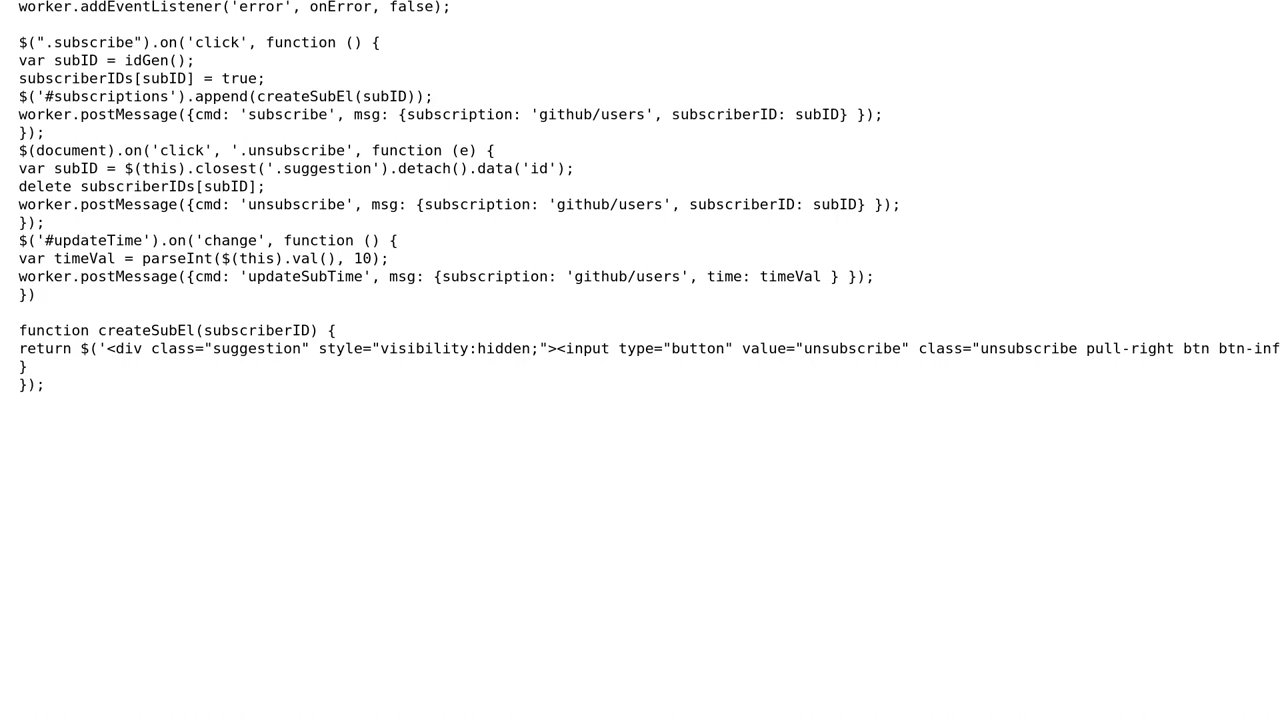 worker.addEventListener('error', onError, false);
$(".subscribe").on('click', function () {
var subID = idGen();
subscriberIDs[subID] = true;
$('#subscriptions').append(createSubEl(subID));
worker.postMessage({cmd: 'subscribe', msg: {subscription: 'github/users', subscriberID: subID} });
});
$(document).on('click', '.unsubscribe', function (e) {
var subID = $(this).closest('.suggestion').detach().data('id');
delete subscriberIDs[subID];
worker.postMessage({cmd: 'unsubscribe', msg: {subscription: 'github/users', subscriberID: subID} });
});
$('#updateTime').on('change', function () {
var timeVal = parseInt($(this).val(), 10);
worker.postMessage({cmd: 'updateSubTime', msg: {subscription: 'github/users', time: timeVal } });
})
function createSubEl(subscriberID) {
return $('<div class="suggestion" style="visibility:hidden;"><input type="button" value="unsubscribe" class="unsubscribe pull-right btn btn-inf
}
});